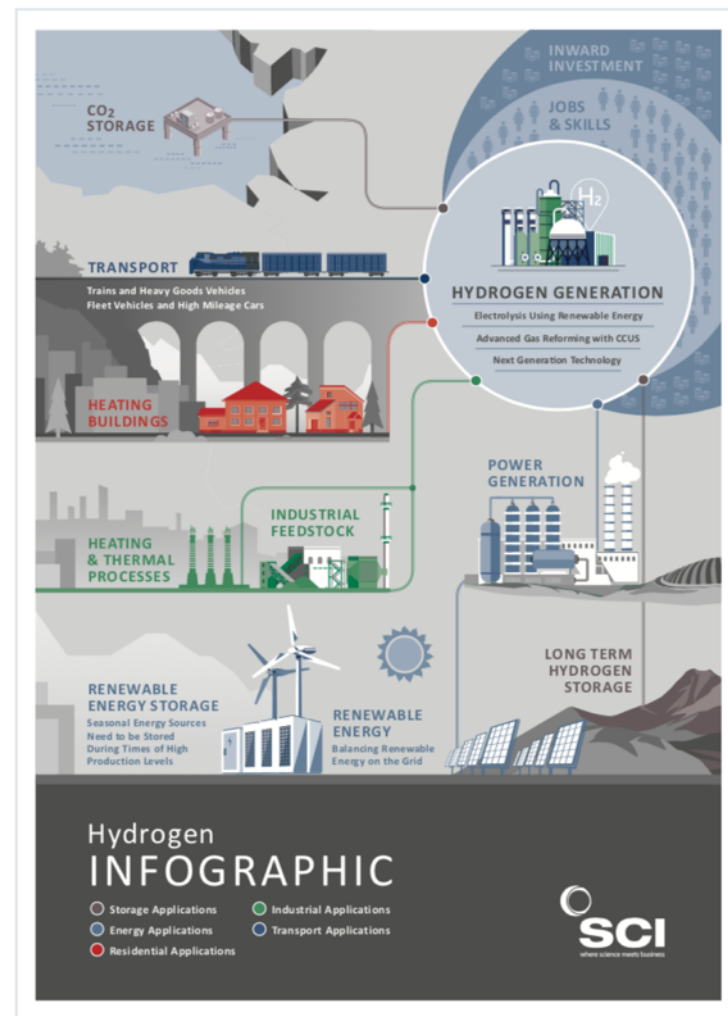 INWARD
INVESTMENT
JOBS
& SKILLS
CO₂
STORAGE
H₂
TRANSPORT
Trains and Heavy Goods Vehicles
Fleet Vehicles and High Mileage Cars
HYDROGEN GENERATION
Electrolysis Using Renewable Energy
Advanced Gas Reforming with CCUS
Next Generation Technology
HEATING
BUILDINGS
POWER
GENERATION
INDUSTRIAL
FEEDSTOCK
HEATING
& THERMAL
PROCESSES
LONG TERM
HYDROGEN
STORAGE
RENEWABLE
ENERGY STORAGE
Seasonal Energy Sources
Need to be Stored
During Times of High
Production Levels
RENEWABLE
ENERGY
Balancing Renewable
Energy on the Grid
Hydrogen
INFOGRAPHIC
Storage Applications
Industrial Applications
Energy Applications
Transport Applications
Residential Applications
SCI
where science meets business